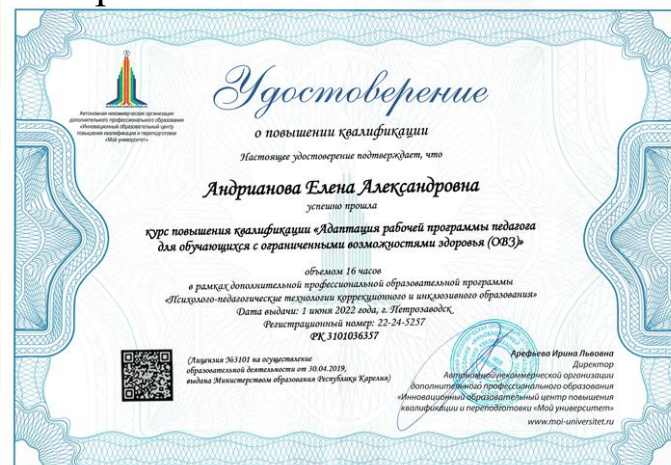 Автономная некоммерческая организация
дополнительного профессионального образования
«Инновационный образовательный центр
повышения квалификации и переподготовки
«Мой университет»
Удостоверение
о повышении квалификации
Настоящее удостоверение подтверждает, что
Андрианова Елена Александровна
успешно прошла
курс повышения квалификации «Адаптация рабочей программы педагога
для обучающихся с ограниченными возможностями здоровья (ОВЗ)»
объемом 16 часов
в рамках дополнительной профессиональной образовательной программы
«Психолого-педагогические технологии коррекционного и инклюзивного образования»
Дата выдачи: 1 июня 2022 года, г. Петрозаводск
Регистрационный номер: 22-24-5257
РК 3101036357
(Лицензия №3101 на осуществление
образовательной деятельности от 30.04.2019,
выдана Министерством образования Республики Карелия)
Арефьева Ирина Львовна
Директор
Автономной некоммерческой организации
дополнительного профессионального образования
«Инновационный образовательный центр повышения
квалификации и переподготовки «Мой университет»
www.moi-universitet.ru